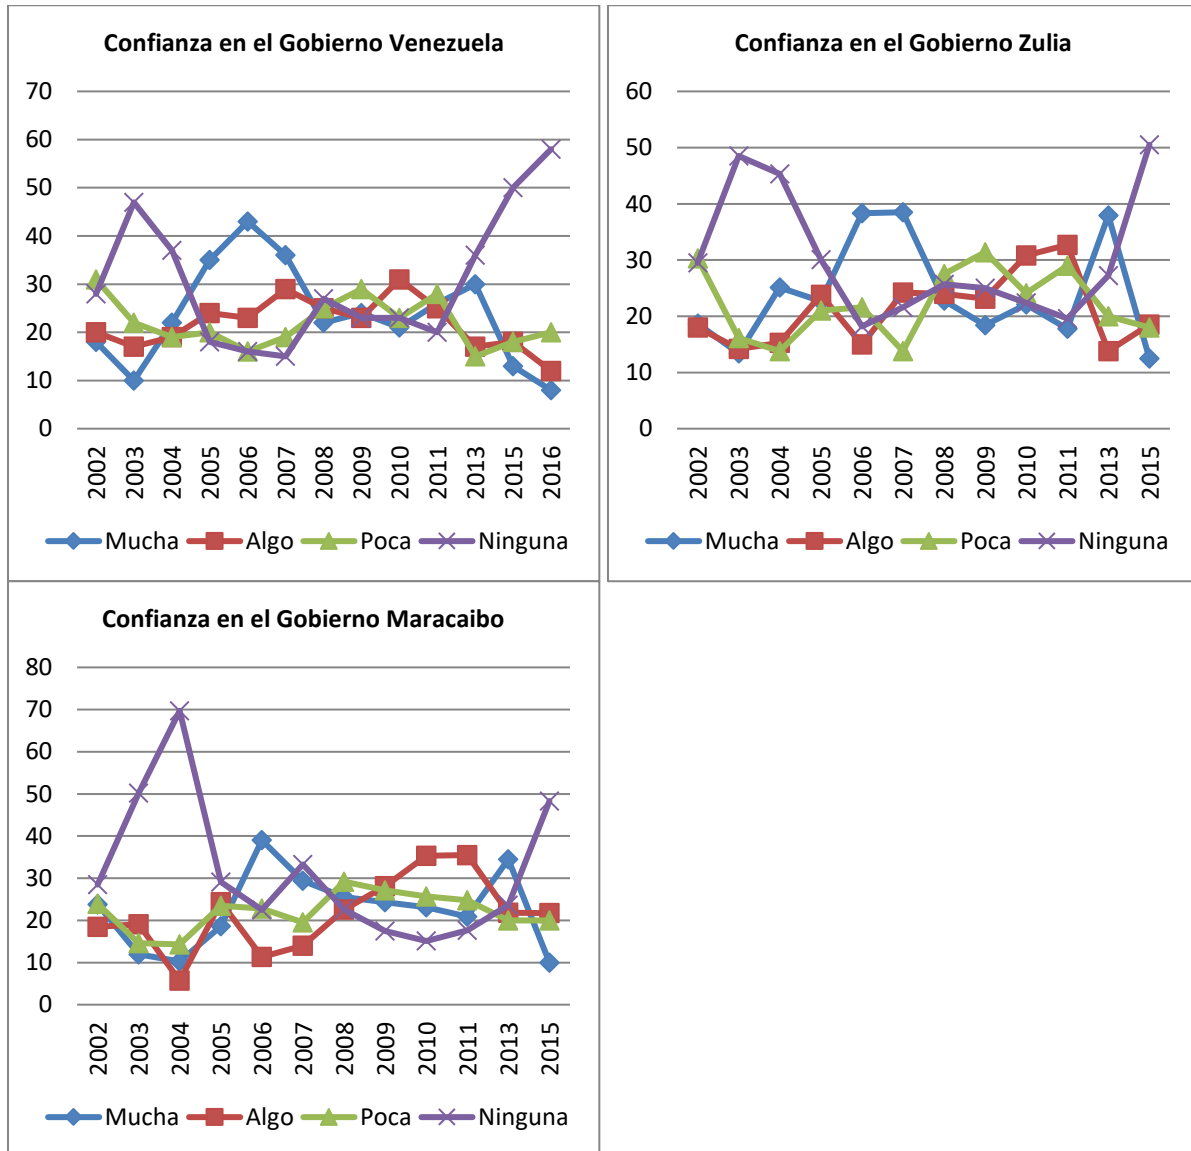 Confianza en el Gobierno Venezuela
70
60
50
40
30
20
10
0
2002 2003 2004 2005 2006 2007 2008 2009 2010 2011 2013 2015 2016
Mucha Algo Poca Ninguna
Confianza en el Gobierno Zulia
60
50
40
30
20
10
0
2002 2003 2004 2005 2006 2007 2008 2009 2010 2011 2013 2015
Mucha Algo Poca Ninguna
Confianza en el Gobierno Maracaibo
80
70
60
50
40
30
20
10
0
2002 2003 2004 2005 2006 2007 2008 2009 2010 2011 2013 2015
Mucha Algo Poca Ninguna